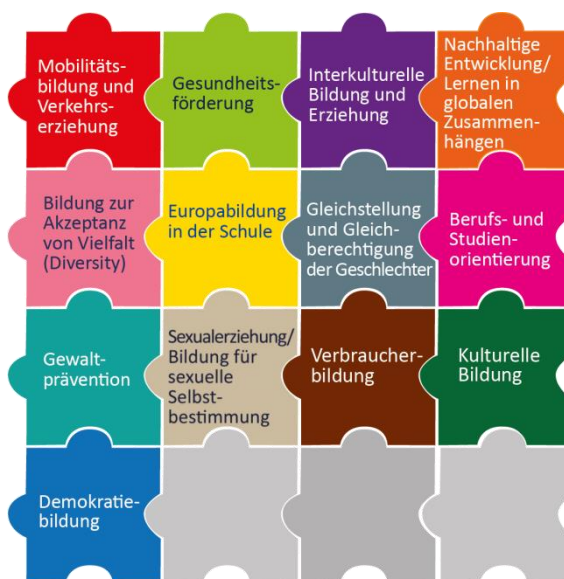 Mobilitäts-
bildung und
Verkehrs-
erziehung
Gesundheits-
förderung
Interkulturelle
Bildung und
Erziehung
Nachhaltige
Entwicklung/
Lernen in
globalen
Zusammen-
hängen
Bildung zur
Akzeptanz
von Vielfalt
(Diversity)
Europabildung
in der Schule
Gleichstellung
und Gleich-
berechtigung
der Geschlechter
Berufs- und
Studien-
orientierung
Gewalt-
prävention
Sexualerziehung/
Bildung für
sexuelle
Selbst-
bestimmung
Verbraucher-
bildung
Kulturelle
Bildung
Demokratie-
bildung